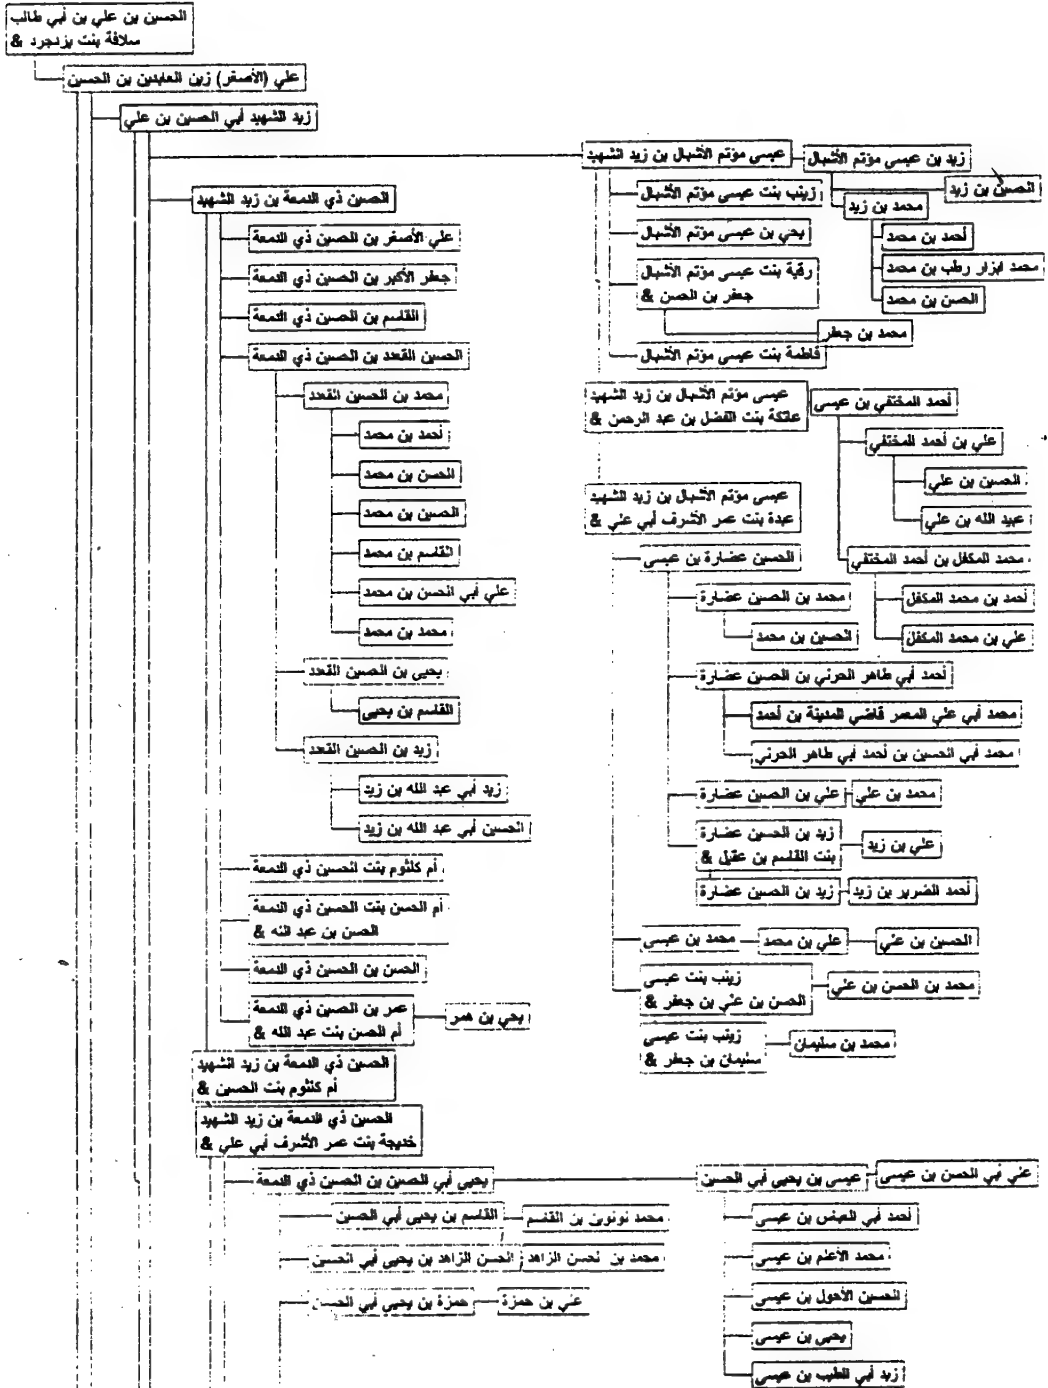 الحسين بن علي بن أبي طالب
سلافة بنت يزدجرد &
علي (الأصغر) زين العابدين بن الحسين
زيد الشهيد أبي الحسين بن علي
عيسى مؤتم الأشبال بن زيد الشهيد
زيد بن عيسى مؤتم الأشبال
الحسين بن زيد
محمد بن زيد
أحمد بن محمد
محمد ابزار رطب بن محمد
الحسن بن محمد
زينب بنت عيسى مؤتم الأشبال
يحي بن عيسى مؤتم الأشبال
رقية بنت عيسى مؤتم الأشبال
جعفر بن الحسن &
محمد بن جعفر
فاطمة بنت عيسى مؤتم الأشبال
الحسين ذي الدمعة بن زيد الشهيد
علي الأصغر بن الحسين ذي الدمعة
جعفر الأكبر بن الحسين ذي الدمعة
القاسم بن الحسين ذي الدمعة
الحسين القعدد بن الحسين ذي الدمعة
محمد بن الحسين القعدد
أحمد بن محمد
الحسن بن محمد
الحسين بن محمد
القاسم بن محمد
علي أبي الحسن بن محمد
محمد بن محمد
يحيى بن الحسين القعدد
القاسم بن يحيى
زيد بن الحسين القعدد
زيد أبي عبد الله بن زيد
الحسين أبي عبد الله بن زيد
أم كلثوم بنت الحسين ذي الدمعة
أم الحسن بنت الحسين ذي الدمعة
الحسن بن عبد الله &
الحسن بن الحسين ذي الدمعة
عمر بن الحسين ذي الدمعة
أم الحسن بنت عبد الله &
يحي بن همر
عيسى مؤتم الأشبال بن زيد الشهيد
عاتكة بنت الفضل بن عبد الرحمن &
أحمد المختفي بن عيسى
علي بن أحمد المختفي
الحسين بن علي
عبيد الله بن علي
محمد المكفل بن أحمد المختفي
أحمد بن محمد المكفل
علي بن محمد المكفل
عيسى مؤتم الأشبال بن زيد الشهيد
عبدة بنت عمر الأشرف أبي علي &
الحسين عضارة بن عيسى
محمد بن الحسين عضارة
الحسين بن محمد
أحمد أبي طاهر الحرني بن الحسين عضارة
محمد أبي علي المعمر قاضي المدينة بن أحمد
محمد أبي الحسين بن أحمد أبي طاهر الحرني
علي بن الحسين عضارة
محمد بن علي
زيد بن الحسين عضارة
بنت القاسم بن عقيل &
علي بن زيد
زيد بن الحسين عضارة
أحمد الضرير بن زيد
محمد بن عيسى
علي بن محمد
الحسين بن علي
زينب بنت عيسى
الحسن بن علي بن جعفر &
محمد بن الحسن بن علي
زينب بنت عيسى
سليمان بن جعفر &
محمد بن سليمان
الحسين ذي الدمعة بن زيد الشهيد
أم كلثوم بنت الحسين &
الحسين ذي الدمعة بن زيد الشهيد
خديجة بنت عمر الأشرف أبي علي &
يحيى أبي الحسين بن الحسين ذي الدمعة
القاسم بن يحيى أبي الحسين
محمد نونوين بن القاسم
الحسن الزاهد بن يحيى أبي الحسين
محمد بن لحسن الزاهد
حمزة بن يحيى أبي الحسين
علي بن حمزة
عيسى بن يحيى أبي الحسين
علي أبي الحسن بن عيسى
أحمد أبي العباس بن عيسى
محمد الأعلم بن عيسى
الحسين الأحول بن عيسى
يحيى بن عيسى
زيد أبي الطيب بن عيسى